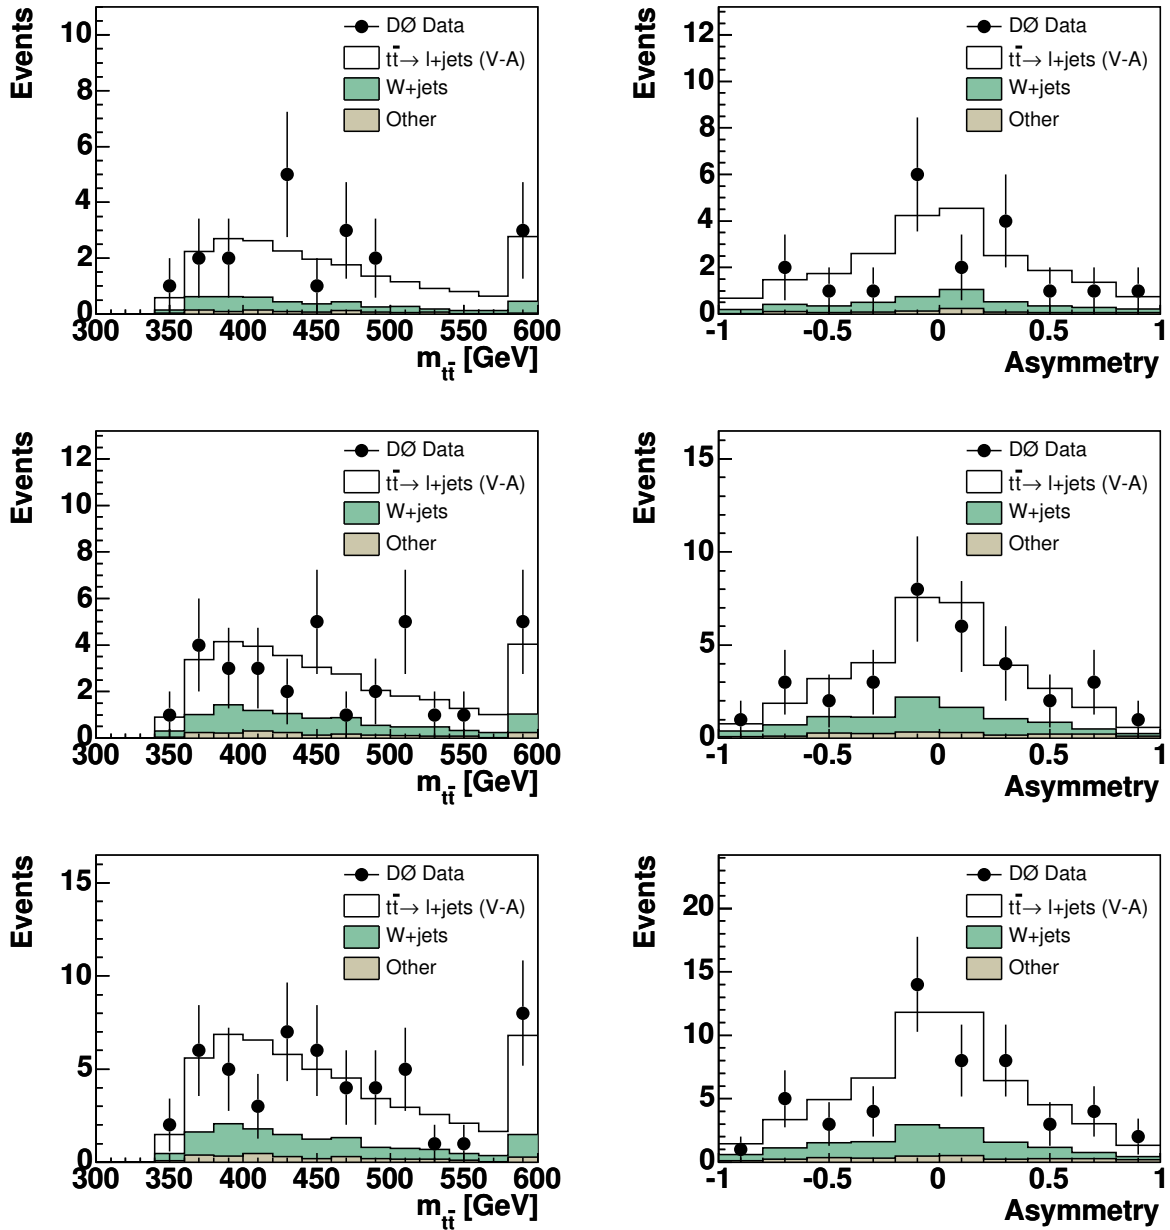 Events
10
8
6
4
2
0
300 350 400 450 500 550 600
m_tt̄ [GeV]
DØ Data
tt̄→ l+jets (V-A)
W+jets
Other
Events
12
10
8
6
4
2
0
-1 -0.5 0 0.5 1
Asymmetry
DØ Data
tt̄→ l+jets (V-A)
W+jets
Other
Events
12
10
8
6
4
2
0
300 350 400 450 500 550 600
m_tt̄ [GeV]
DØ Data
tt̄→ l+jets (V-A)
W+jets
Other
Events
15
10
5
0
-1 -0.5 0 0.5 1
Asymmetry
DØ Data
tt̄→ l+jets (V-A)
W+jets
Other
Events
15
10
5
0
300 350 400 450 500 550 600
m_tt̄ [GeV]
DØ Data
tt̄→ l+jets (V-A)
W+jets
Other
Events
20
15
10
5
0
-1 -0.5 0 0.5 1
Asymmetry
DØ Data
tt̄→ l+jets (V-A)
W+jets
Other